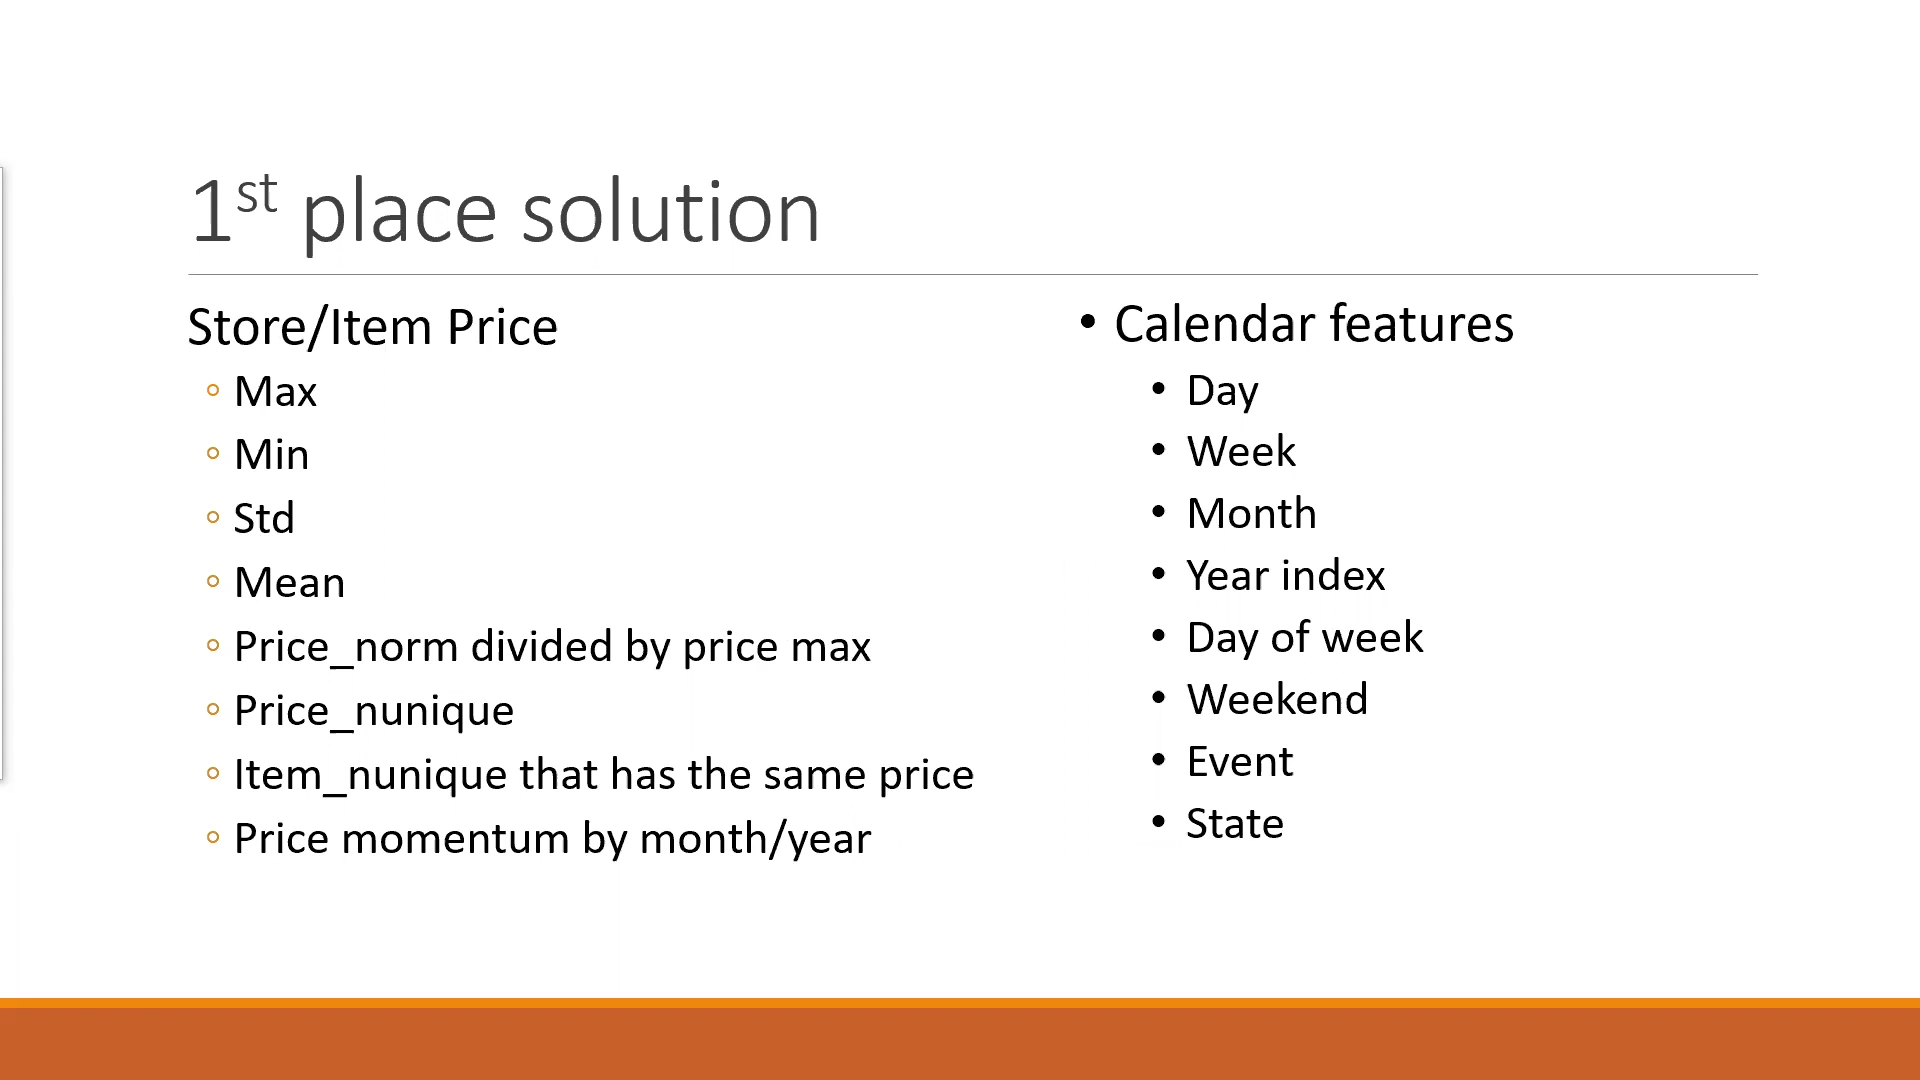 1st place solution
Store/Item Price
◦ Max
◦ Min
◦ Std
◦ Mean
◦ Price_norm divided by price max
◦ Price_nunique
◦ Item_nunique that has the same price
◦ Price momentum by month/year
• Calendar features
• Day
• Week
• Month
• Year index
• Day of week
• Weekend
• Event
• State